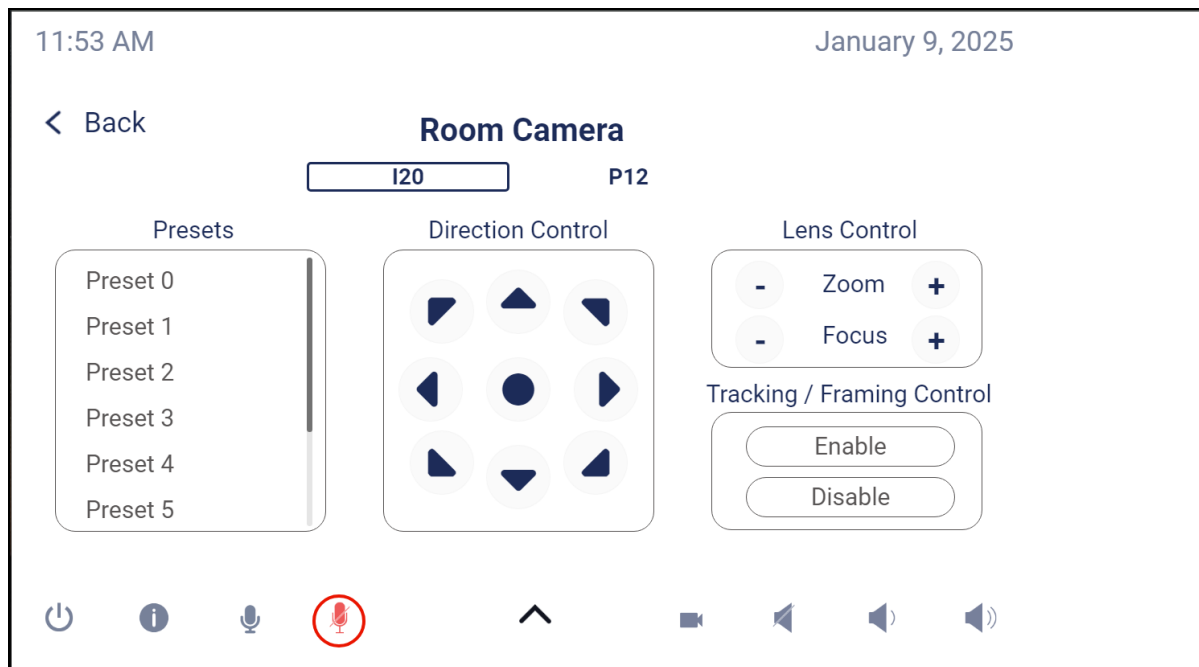 11:53 AM
January 9, 2025
Back
Room Camera
I20
P12
Presets
Preset 0
Preset 1
Preset 2
Preset 3
Preset 4
Preset 5
Direction Control
Lens Control
- Zoom +
- Focus +
Tracking / Framing Control
Enable
Disable